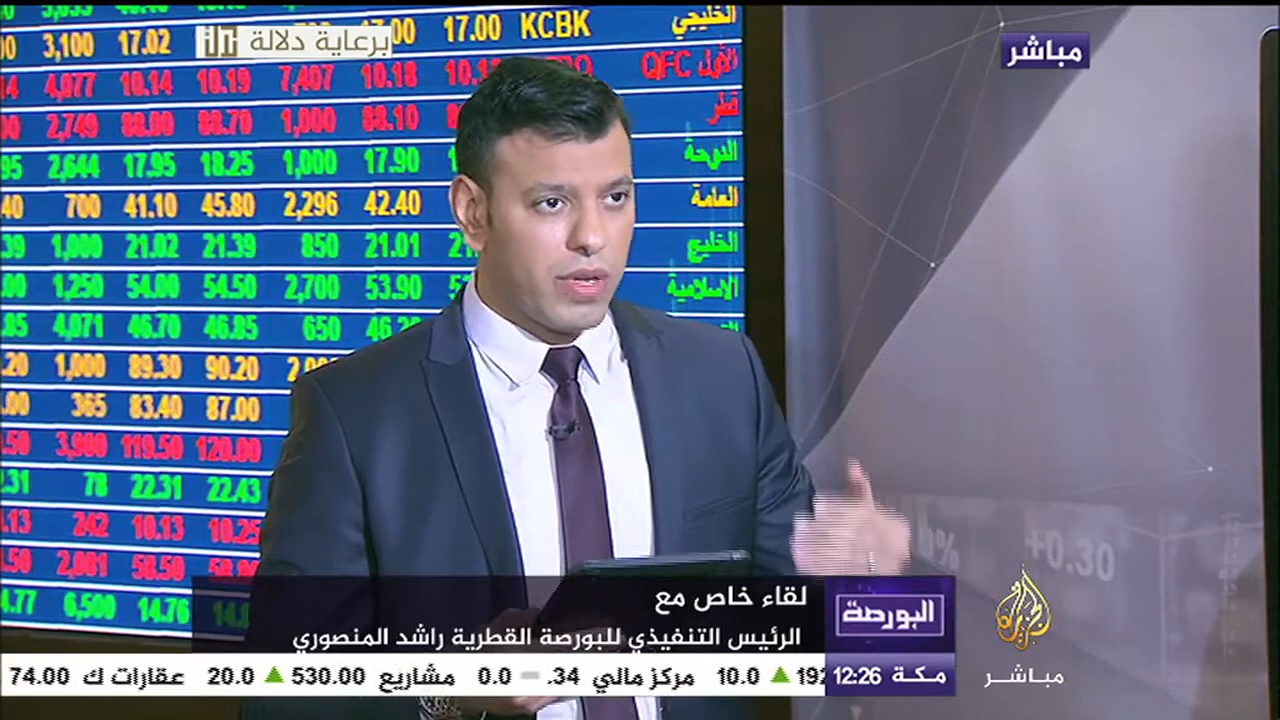 الخليجي KCBK 17.00 17.02 3,100
برعاية دلالة
مباشر
الأول QFC 10.18 7,407 10.19 10.14 4,077
قطر 88.10 1,000 88.70 88.00 2,749
الدوحة 17.90 1,000 18.25 17.95 2,644
العامة 42.40 2,296 45.80 41.10 700
الخليج 21.01 850 21.39 21.02 1,000
الاسلامية 53.90 2,700 54.50 54.00 1,250
650 46.85 46.70 4,071
90.20 89.30 1,000
87.00 83.40 365
120.00 119.50 3,900
22.43 22.31 78
10.25 10.13 242
58.50 2,081
14.76 6,500
+0.30
لقاء خاص مع
الرئيس التنفيذي للبورصة القطرية راشد المنصوري
البورصة
الجزيرة
مباشر
مكة 12:26
192 ▲ 10.0 مركز مالي 34. 0.0 مشاريع 530.00 ▲ 20.0 عقارات ك 74.00